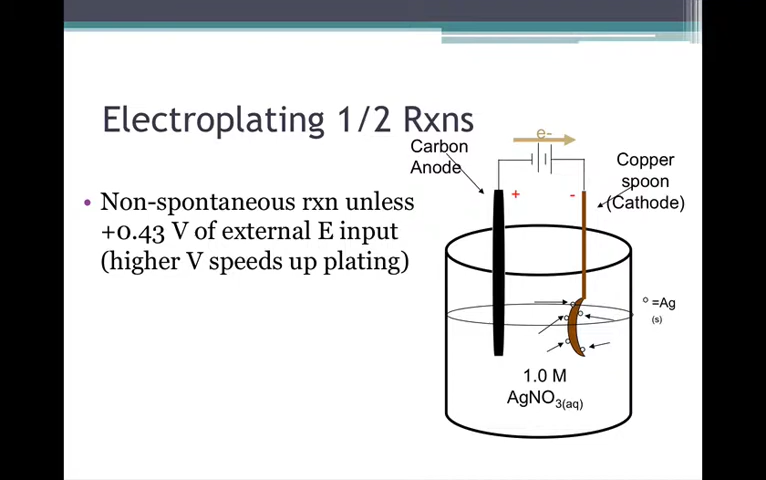 Electroplating 1/2 Rxns
• Non-spontaneous rxn unless
+0.43 V of external E input
(higher V speeds up plating)
e-
Carbon
Anode
Copper
spoon
(Cathode)
+
-
° =Ag
(s)
1.0 M
AgNO3(aq)